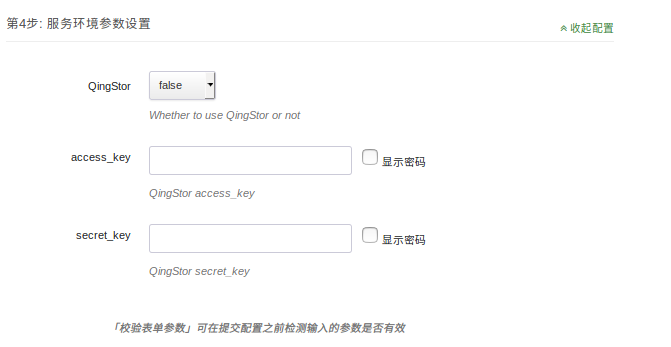 第4步: 服务环境参数设置
收起配置
QingStor false
Whether to use QingStor or not
access_key 显示密码
QingStor access_key
secret_key 显示密码
QingStor secret_key
「校验表单参数」可在提交配置之前检测输入的参数是否有效